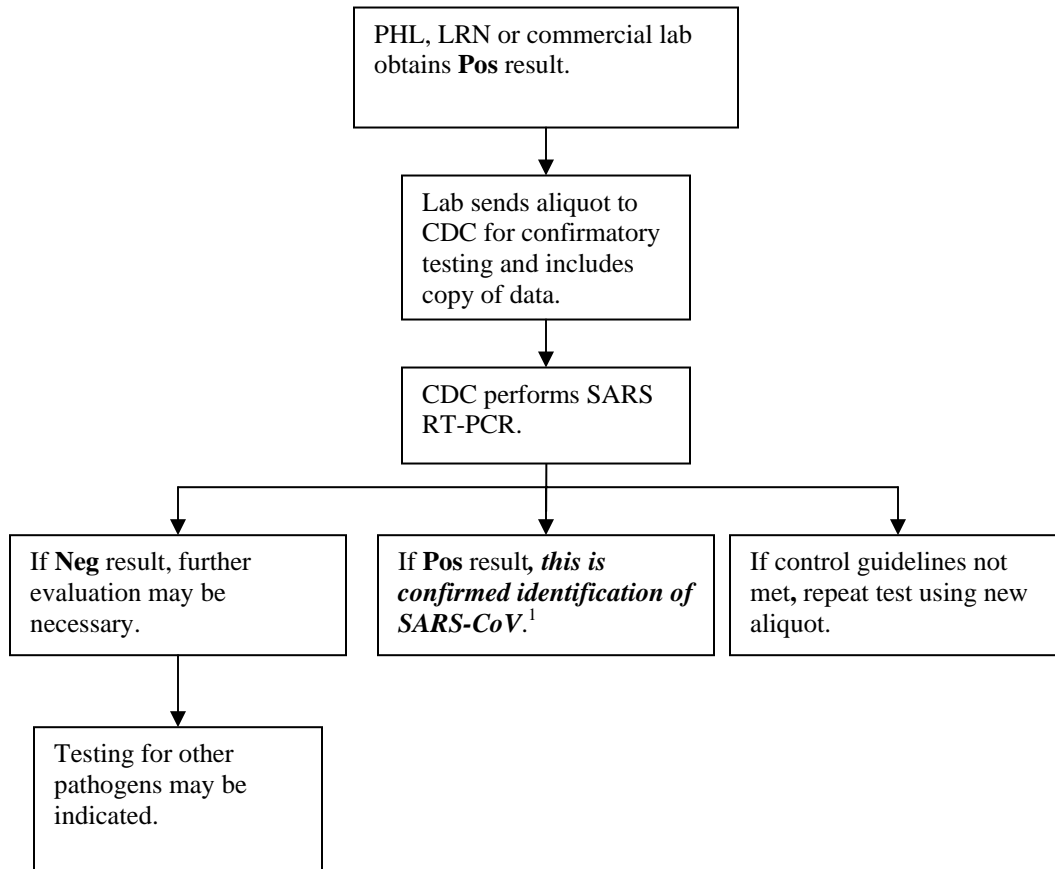 PHL, LRN or commercial lab
obtains Pos result.
Lab sends aliquot to
CDC for confirmatory
testing and includes
copy of data.
CDC performs SARS
RT-PCR.
If Neg result, further
evaluation may be
necessary.
If Pos result, this is
confirmed identification of
SARS-CoV.1
If control guidelines not
met, repeat test using new
aliquot.
Testing for other
pathogens may be
indicated.